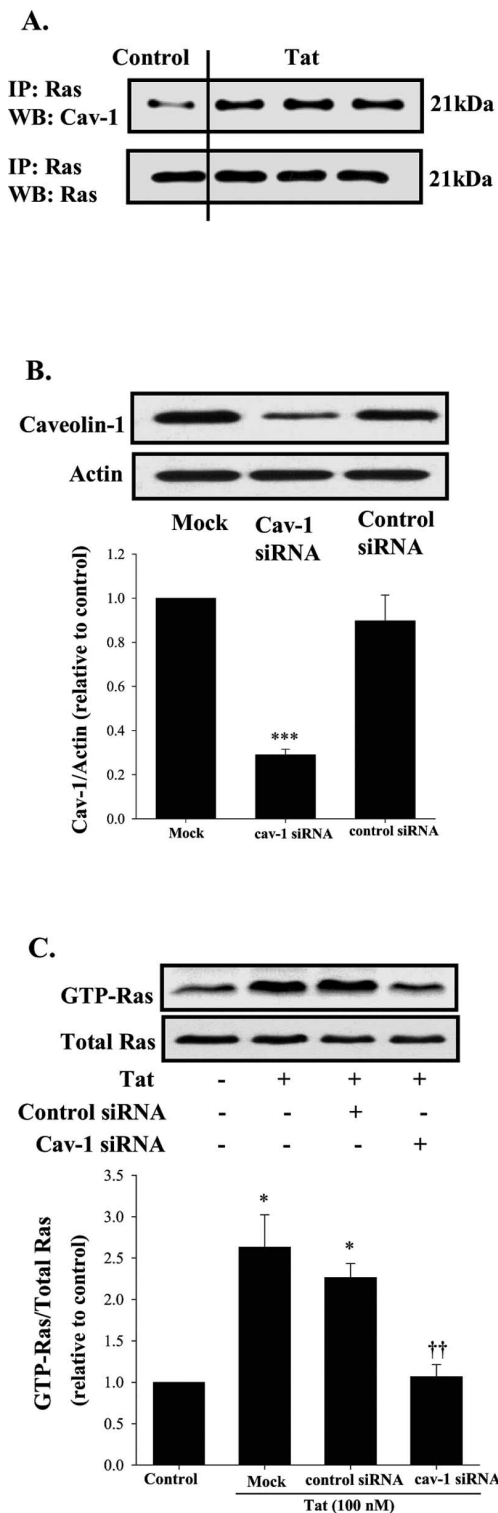 A.
Control Tat
IP: Ras
WB: Cav-1
21kDa
IP: Ras
WB: Ras
21kDa
B.
Caveolin-1
Actin
Mock Cav-1 siRNA Control siRNA
Cav-1/Actin (relative to control)
1.2
1.0
0.8
0.6
0.4
0.2
0.0
***
Mock cav-1 siRNA control siRNA
C.
GTP-Ras
Total Ras
Tat - + + +
Control siRNA - - + -
Cav-1 siRNA - - - +
GTP-Ras/Total Ras
(relative to control)
3.5
3.0
2.5
2.0
1.5
1.0
0.5
0.0
* * ††
Control Mock control siRNA cav-1 siRNA
Tat (100 nM)